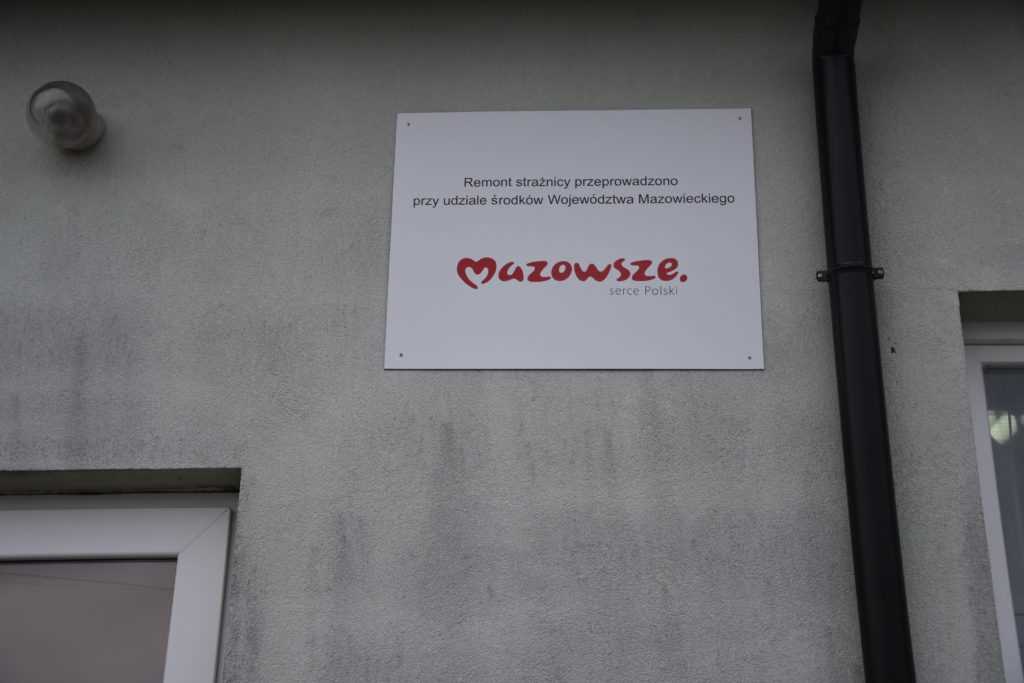 Remont strażnicy przeprowadzono
przy udziale środków Województwa Mazowieckiego
Mazowsze.
serce Polski